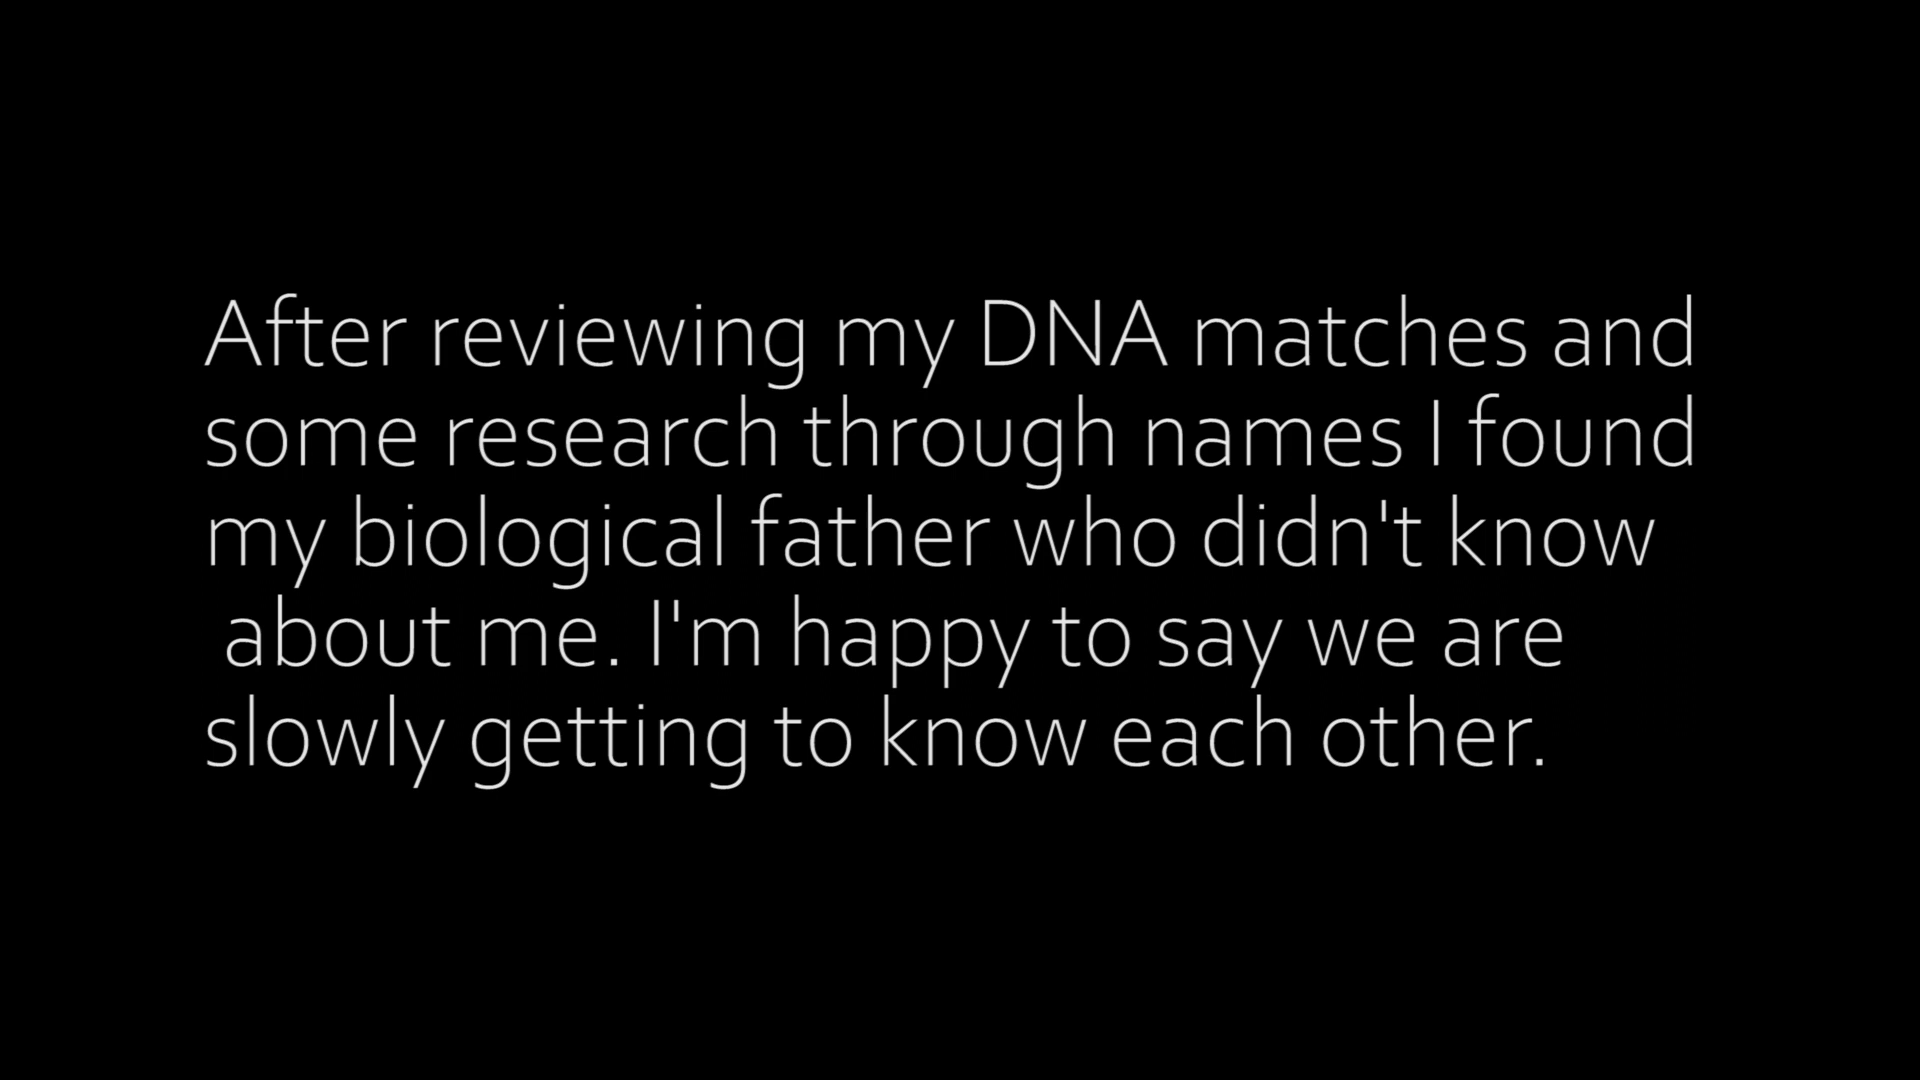 After reviewing my DNA matches and
some research through names I found
my biological father who didn't know
about me. I'm happy to say we are
slowly getting to know each other.